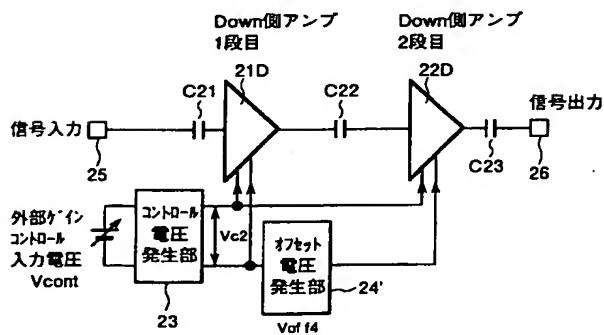 Down側アンプ
1段目
Down側アンプ
2段目
21D
22D
C21
C22
信号出力
信号入力
25
C23
26
外部ゲイン
コントロール
入力電圧
Vcont
コントロール
電圧
発生部
23
Vc2
オフセット
電圧
発生部
24'
Voff4